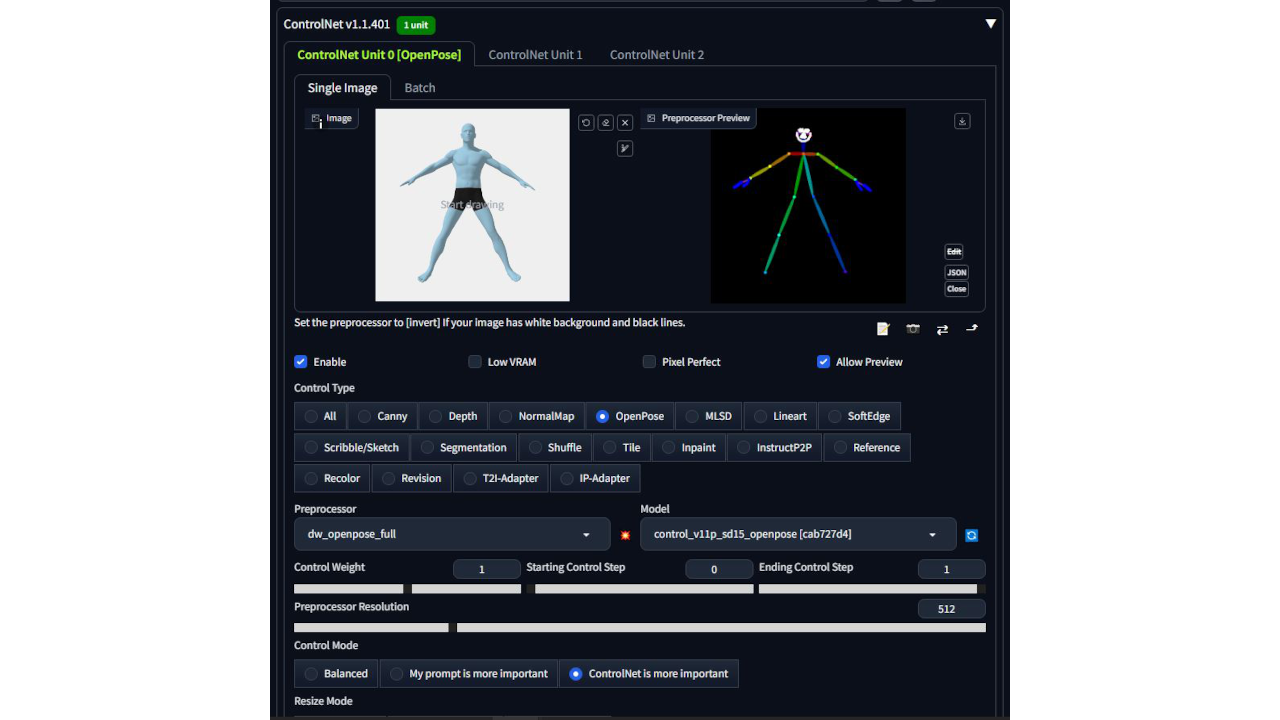 ControlNet v1.1.401 1 unit
ControlNet Unit 0 [OpenPose] ControlNet Unit 1 ControlNet Unit 2
Single Image Batch
Image Preprocessor Preview
Start drawing
Edit
JSON
Close
Set the preprocessor to [invert] If your image has white background and black lines.
Enable Low VRAM Pixel Perfect Allow Preview
Control Type
All Canny Depth NormalMap OpenPose MLSD Lineart SoftEdge
Scribble/Sketch Segmentation Shuffle Tile Inpaint InstructP2P Reference
Recolor Revision T2I-Adapter IP-Adapter
Preprocessor Model
dw_openpose_full control_v11p_sd15_openpose [cab727d4]
Control Weight 1 Starting Control Step 0 Ending Control Step 1
Preprocessor Resolution 512
Control Mode
Balanced My prompt is more important ControlNet is more important
Resize Mode